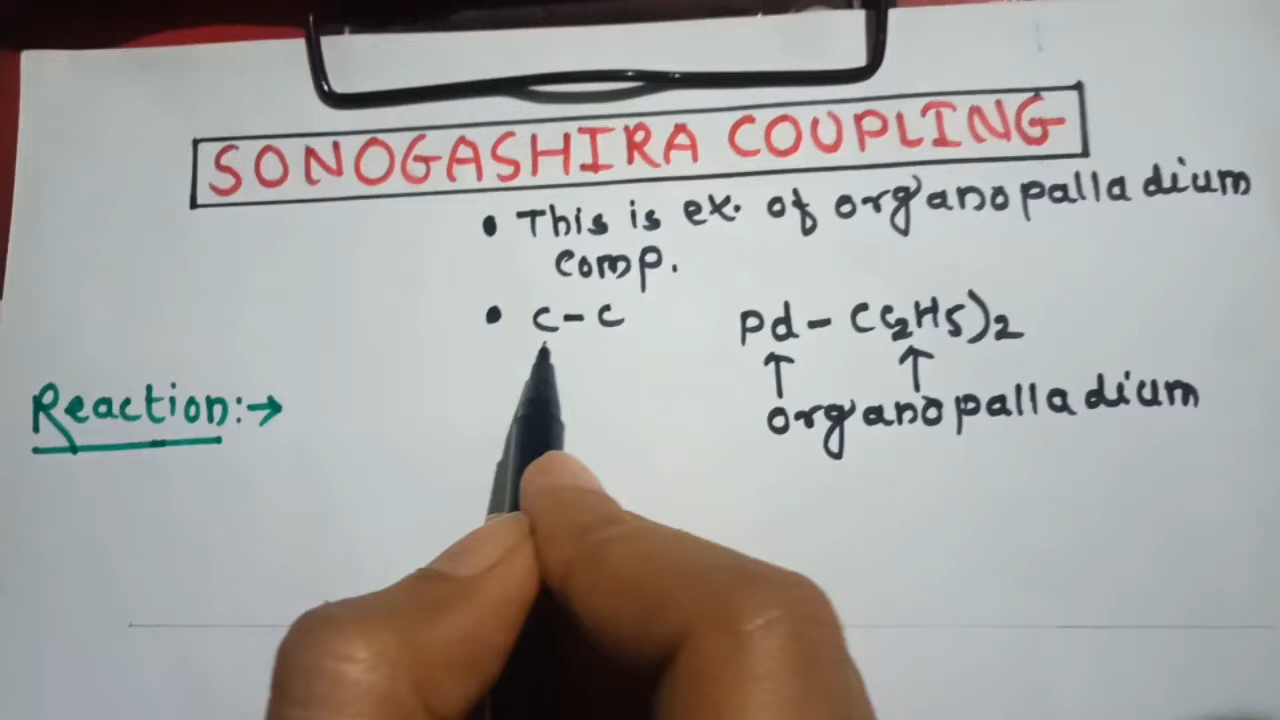 SONOGASHIRA COUPLING
• This is ex. of organopalladium
comp.
• C-C
Pd-C(C₂H5)2
↑ ↑
organopalladium
Reaction:→